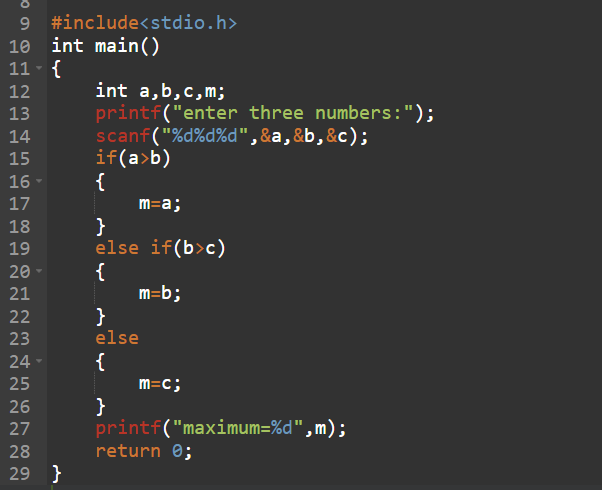 8
9 #include<stdio.h>
10 int main()
11 {
12 int a,b,c,m;
13 printf("enter three numbers:");
14 scanf("%d%d%d",&a,&b,&c);
15 if(a>b)
16 {
17 m=a;
18 }
19 else if(b>c)
20 {
21 m=b;
22 }
23 else
24 {
25 m=c;
26 }
27 printf("maximum=%d",m);
28 return 0;
29 }